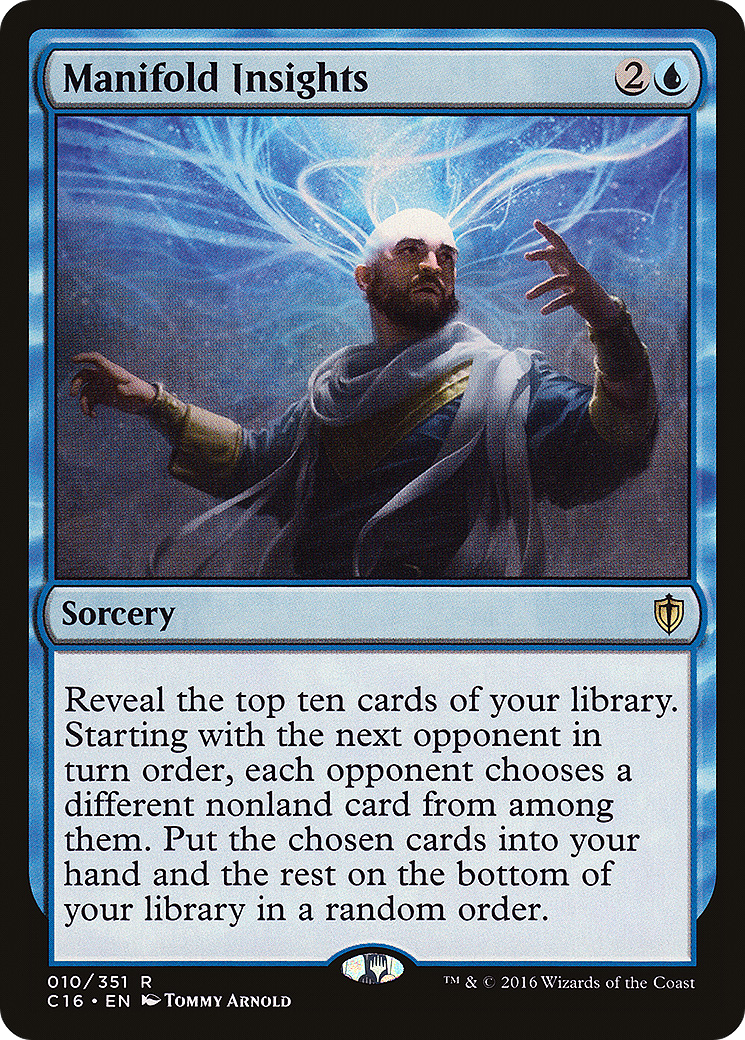 Manifold Insights 2
Sorcery
Reveal the top ten cards of your library.
Starting with the next opponent in
turn order, each opponent chooses a
different nonland card from among
them. Put the chosen cards into your
hand and the rest on the bottom of
your library in a random order.
010/351 R
C16 • EN TOMMY ARNOLD
™ & © 2016 Wizards of the Coast